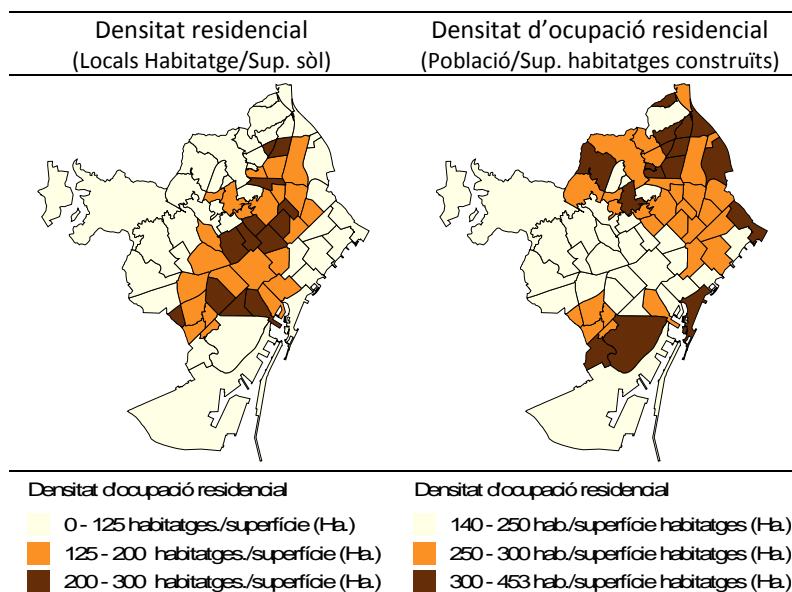 Densitat residencial
(Locals Habitatge/Sup. sòl)
Densitat d'ocupació residencial
(Població/Sup. habitatges construïts)
Densitat d'ocupació residencial
0 - 125 habitatges./superfície (Ha.)
125 - 200 habitatges./superfície (Ha.)
200 - 300 habitatges./superfície (Ha.)
Densitat d'ocupació residencial
140 - 250 hab./superfície habitatges (Ha.)
250 - 300 hab./superfície habitatges (Ha.)
300 - 453 hab./superfície habitatges (Ha.)